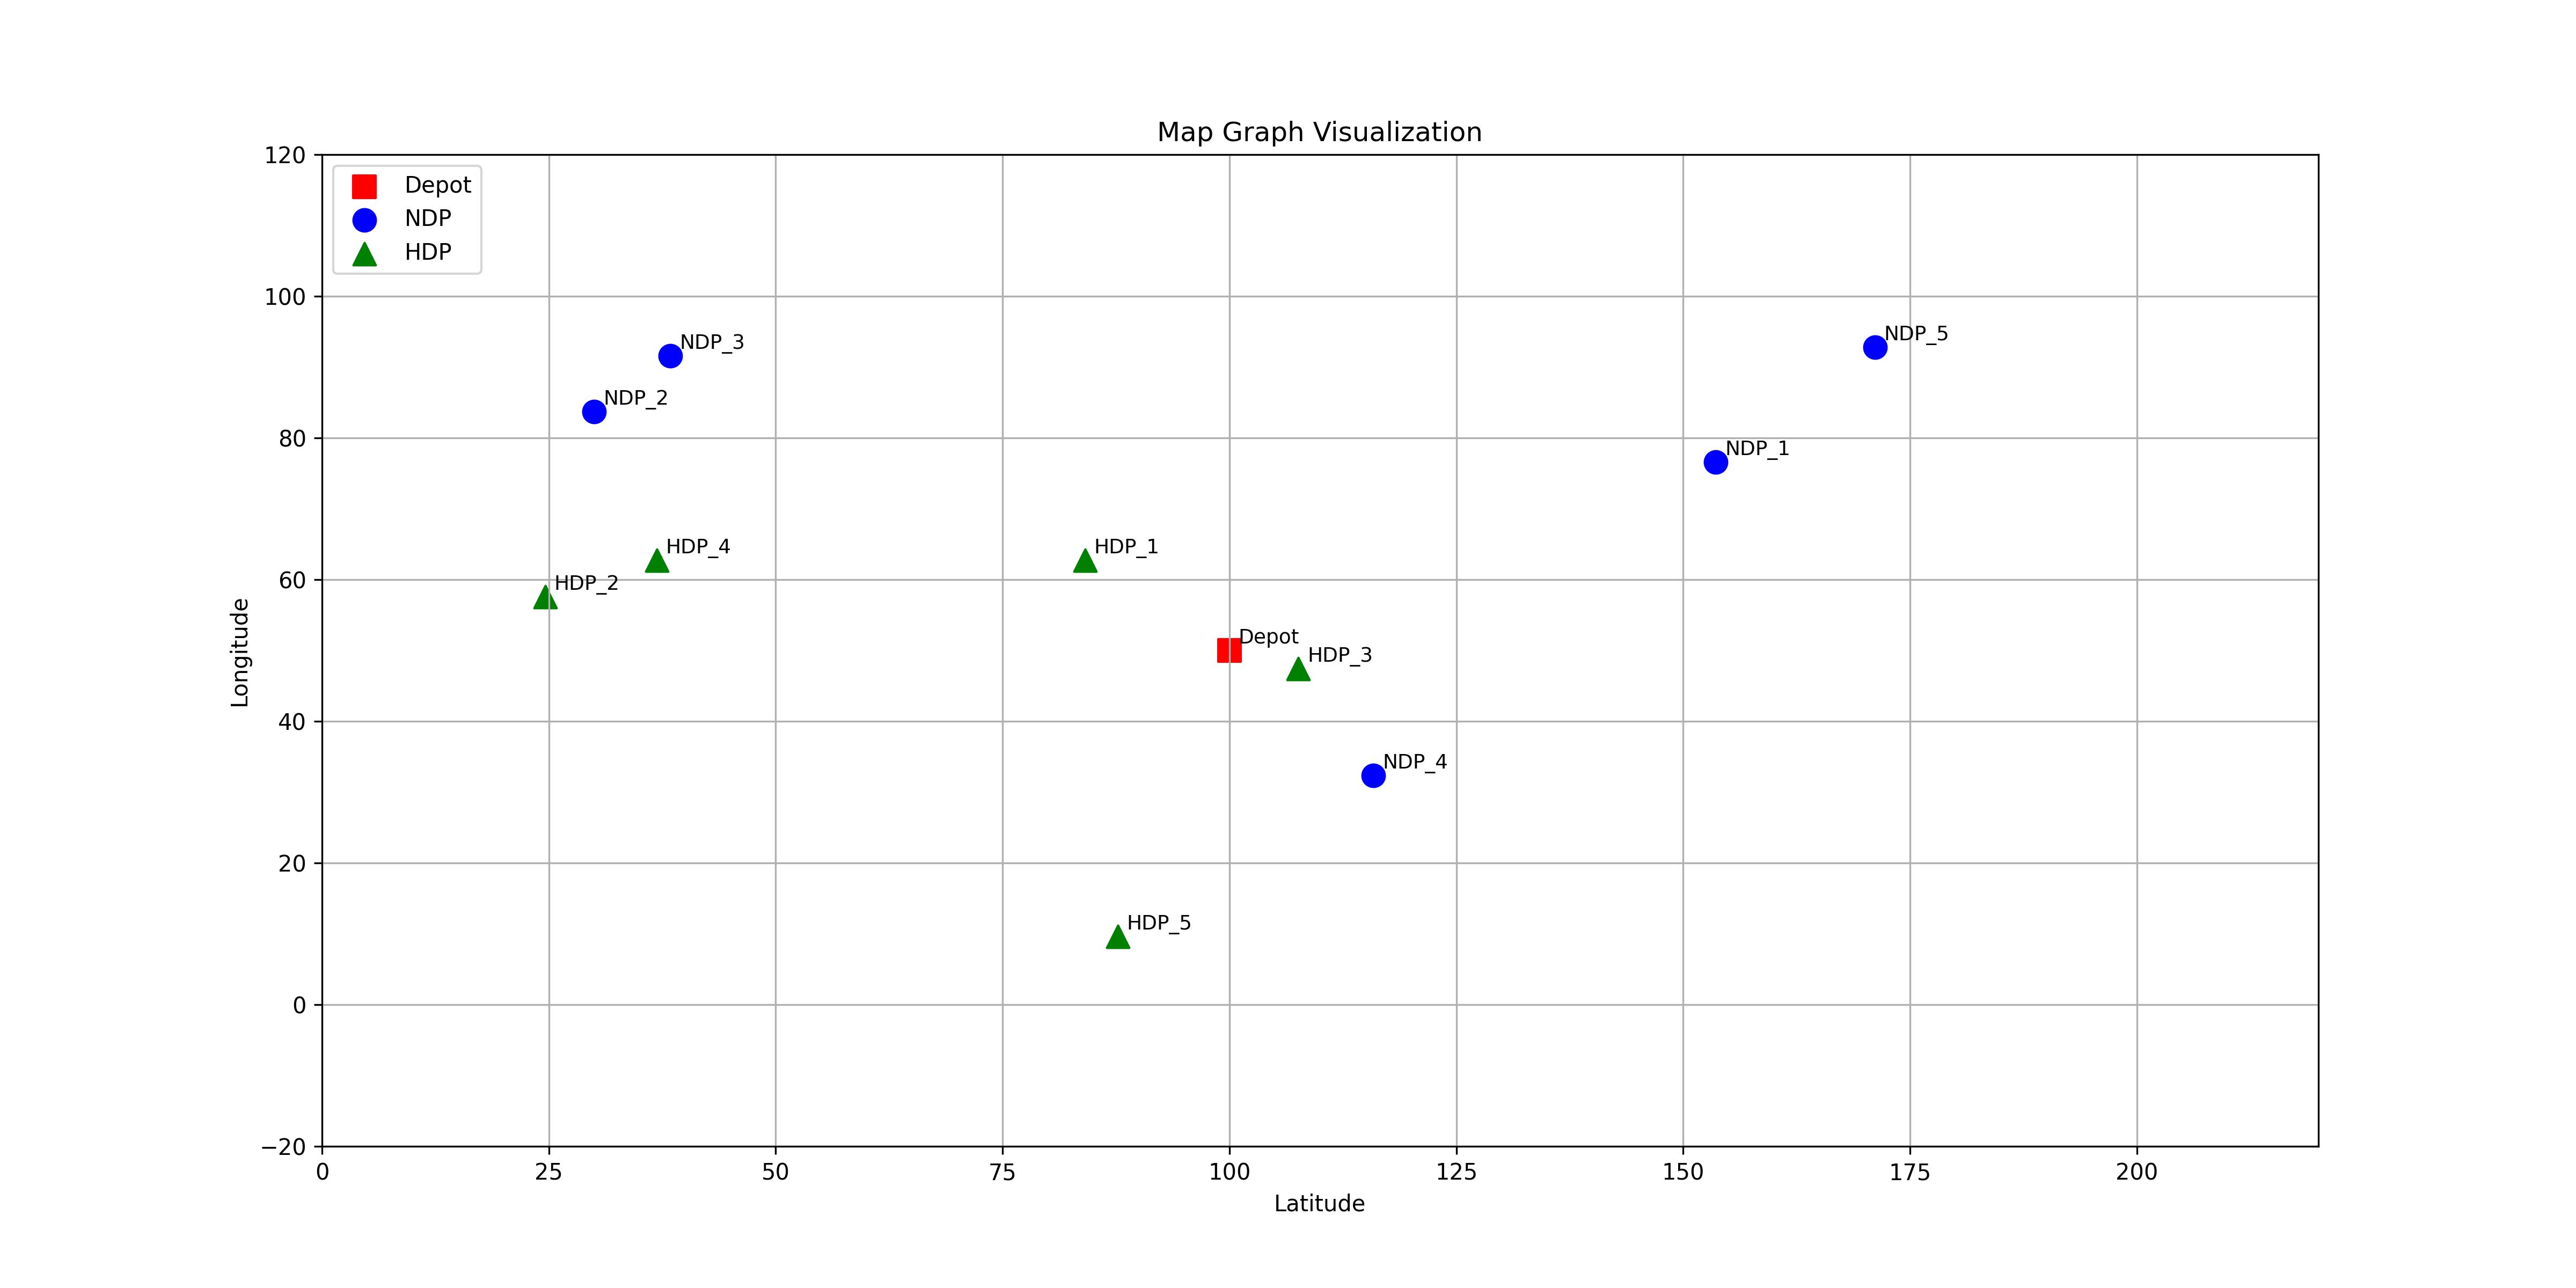 Map Graph Visualization
120
100
80
60
40
20
0
−20
Longitude
Depot
NDP
HDP
NDP_5
NDP_3
NDP_2
NDP_1
HDP_4
HDP_1
HDP_2
Depot
HDP_3
NDP_4
HDP_5
0 25 50 75 100 125 150 175 200
Latitude